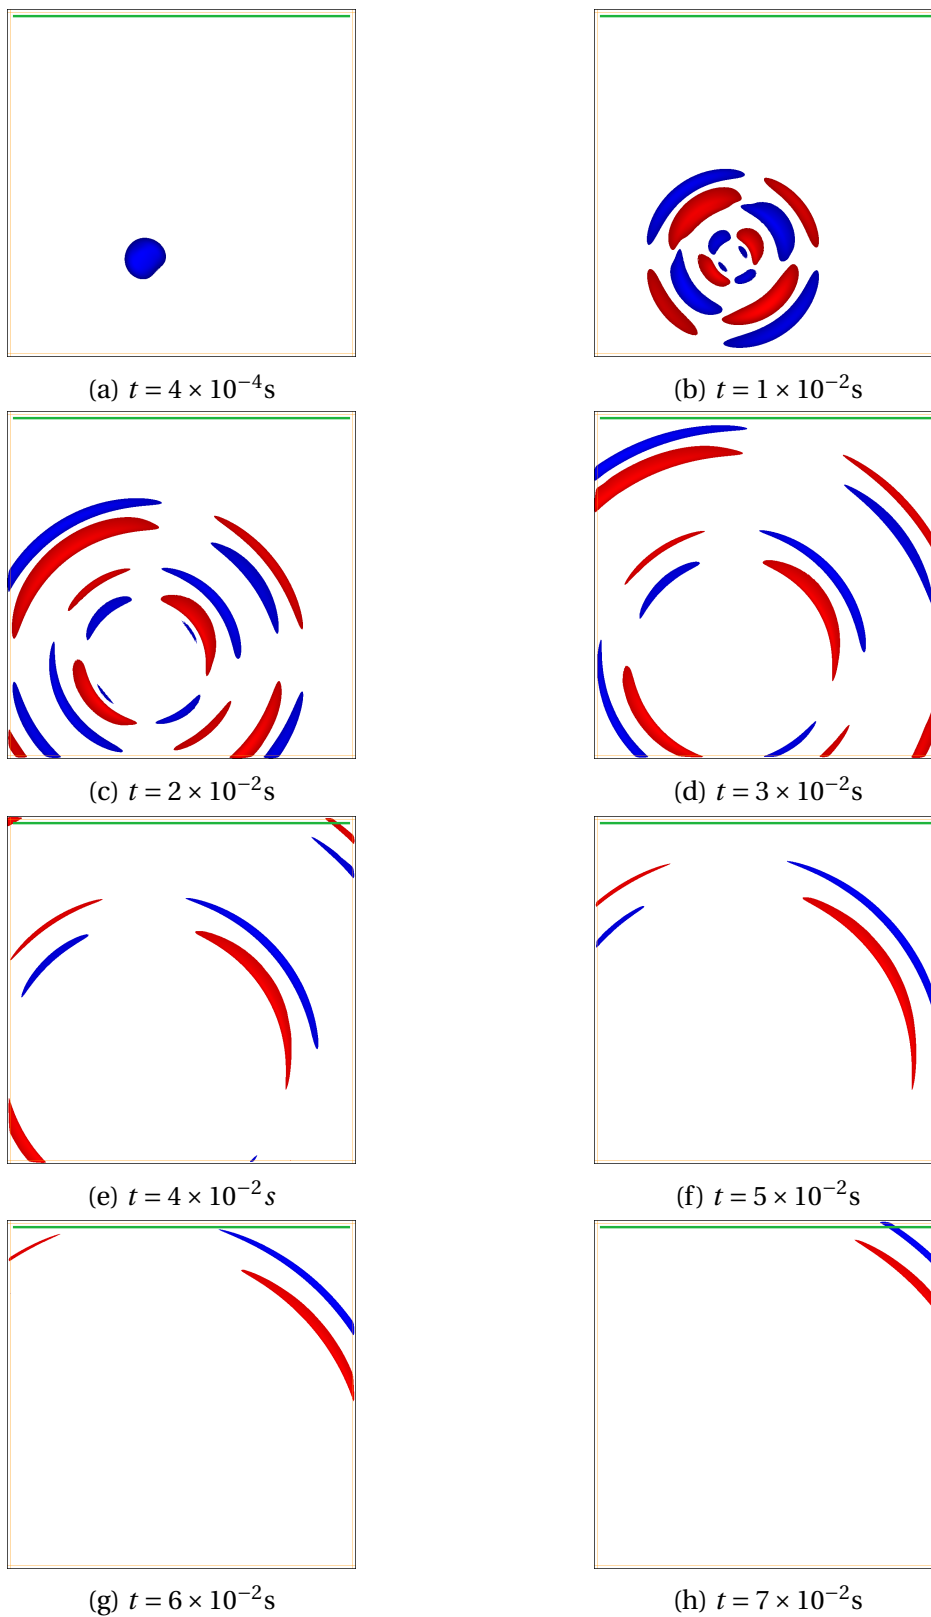 (a) t = 4 × 10⁻⁴s
(b) t = 1 × 10⁻²s
(c) t = 2 × 10⁻²s
(d) t = 3 × 10⁻²s
(e) t = 4 × 10⁻²s
(f) t = 5 × 10⁻²s
(g) t = 6 × 10⁻²s
(h) t = 7 × 10⁻²s